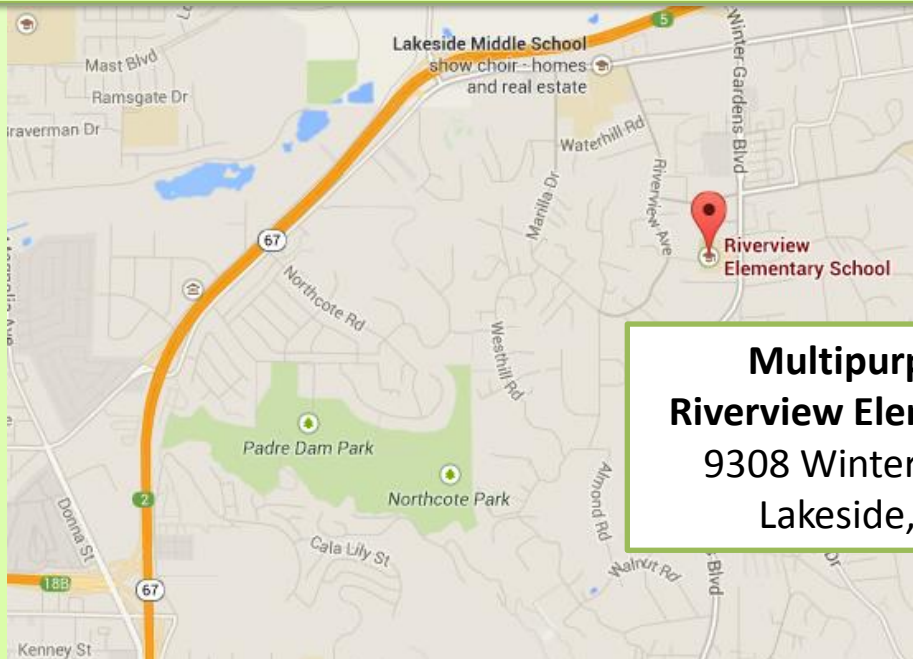 5
Winter Gardens Blvd
Lakeside Middle School
show choir - homes
and real estate
Mast Blvd
Ramsgate Dr
Waterhill Rd
Riverview Ave
Marilla Dr
Riverview
Elementary School
67
Northcote Rd
Westhill Rd
Multipurp
Riverview Elem
9308 Winter
Lakeside,
Padre Dam Park
Northcote Park
Almond Rd
2
Donna St
Cala Lily St
Walnut Rd
Blvd
Dr
18B
67
Kenney St